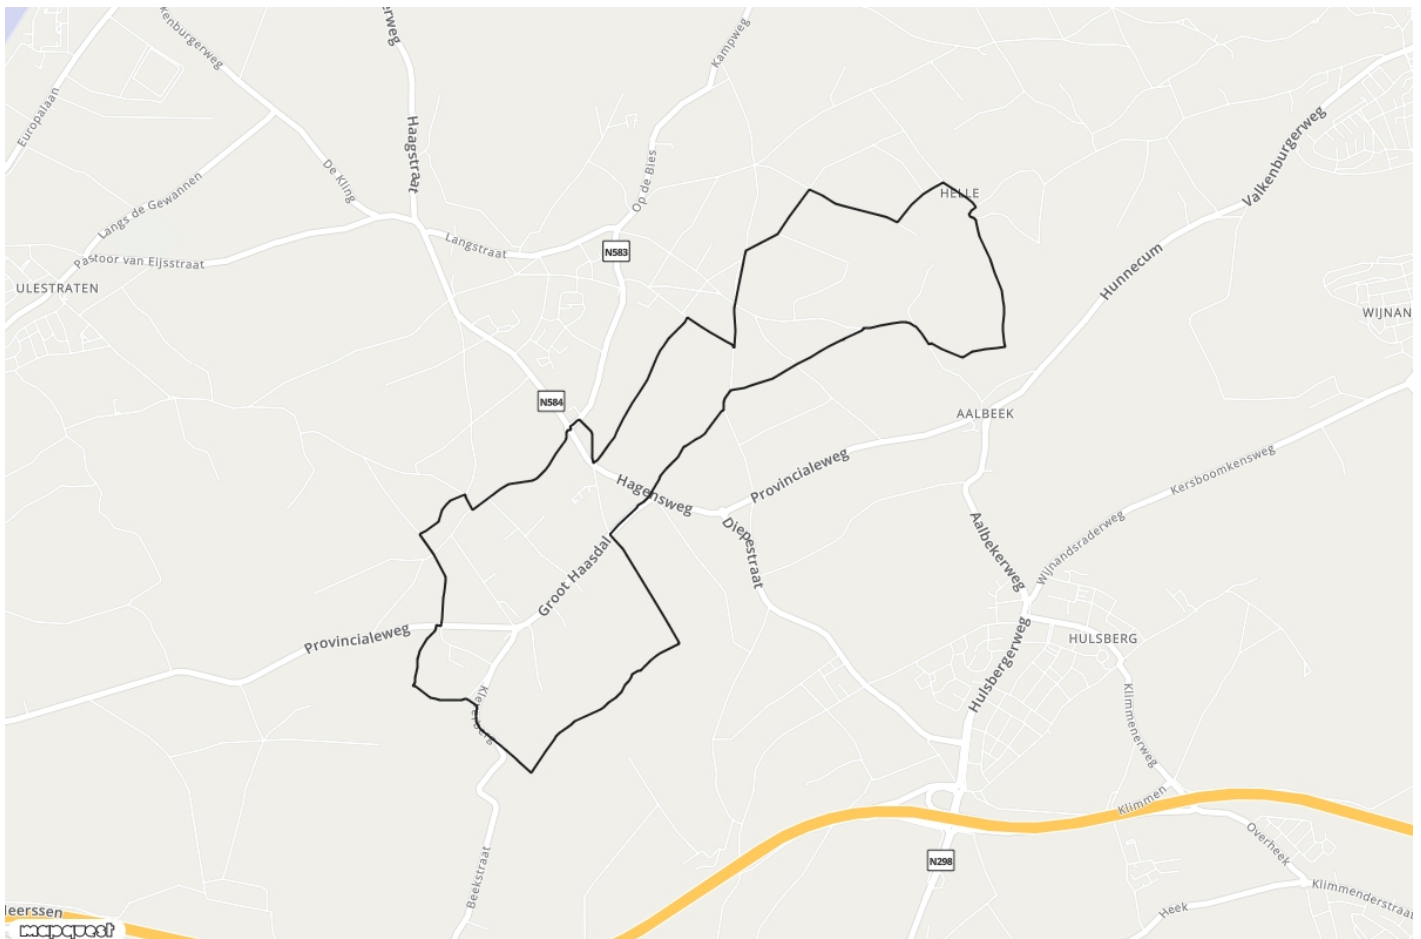 kenburgerweg
erweg
Kampweg
Europalaan
Haagstraat
Valkenburgerweg
De Kling
Op de Bies
Langs de Gewannen
HELLE
Langstraat
N583
Pastoor van Eijsstraat
Hunnecum
ULESTRATEN
WIJNAN
N584
AALBEEK
Provincialeweg
Kersboomkensweg
Hagensweg
Diepestraat
Aalbekerweg
Wijnandsraderweg
Groot Haasdal
Provincialeweg
HULSBERG
Hulsbergerweg
Klimmenerweg
Klimmen
Overheek
N298
Beekstraat
Klimmenderstraat
Heek
leerssen
mapquest